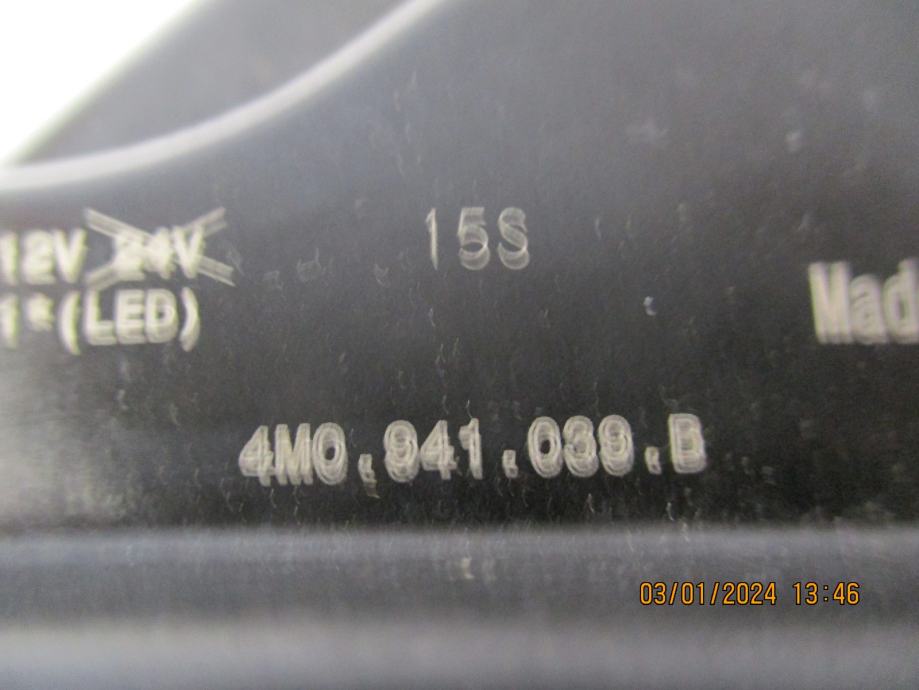 12V 24V
15S
1*(LED)
Mad
4M0.941.039.B
03/01/2024 13:46